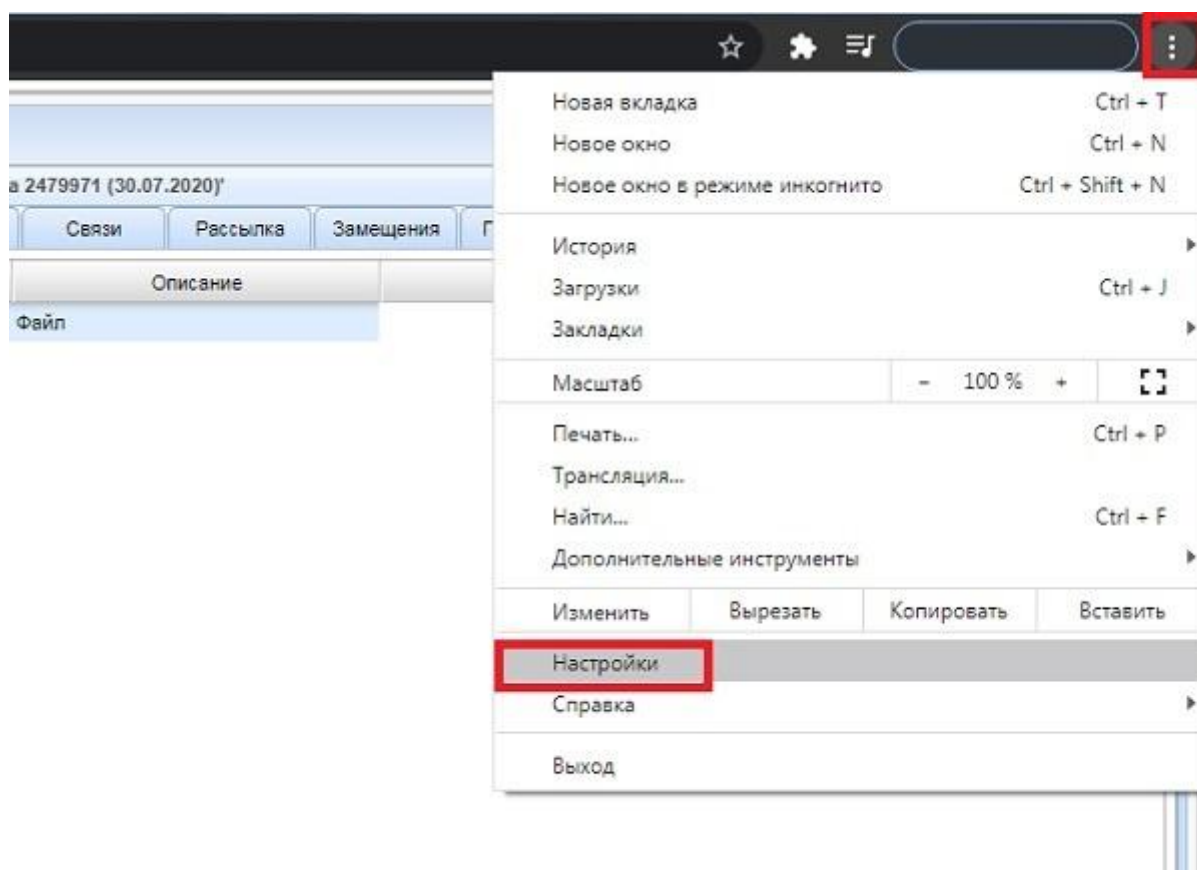 Новая вкладка Ctrl + T
Новое окно Ctrl + N
Новое окно в режиме инкогнито Ctrl + Shift + N
а 2479971 (30.07.2020)'
Связи Рассылка Замещения
История
Описание
Загрузки Ctrl + J
Файл
Закладки
Масштаб - 100 % +
Печать... Ctrl + P
Трансляция...
Найти... Ctrl + F
Дополнительные инструменты
Изменить Вырезать Копировать Вставить
Настройки
Справка
Выход